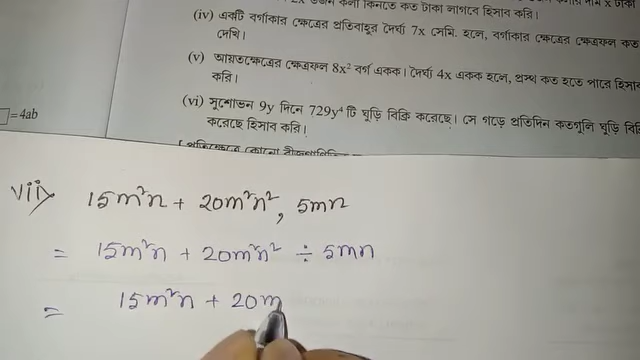 (iv) একটি বর্গাকার ক্ষেত্রের প্রতিবাহুর দৈর্ঘ্য 7x সেমি. হলে, বর্গাকার ক্ষেত্রের ক্ষেত্রফল কত
দেখি।
(v) আয়তক্ষেত্রের ক্ষেত্রফল 8x² বর্গ একক। দৈর্ঘ্য 4x একক হলে, প্রস্থ কত হতে পারে হিসাব
করি।
(vi) সুশোভন 9y দিনে 729y⁴ টি ঘুড়ি বিক্রি করেছে। সে গড়ে প্রতিদিন কতগুলি ঘুড়ি
করেছে হিসাব করি।
=4ab
vii) 15m²n + 20m²n², 5mn
= 15m²n + 20m²n² ÷ 5mn
= 15m²n + 20m